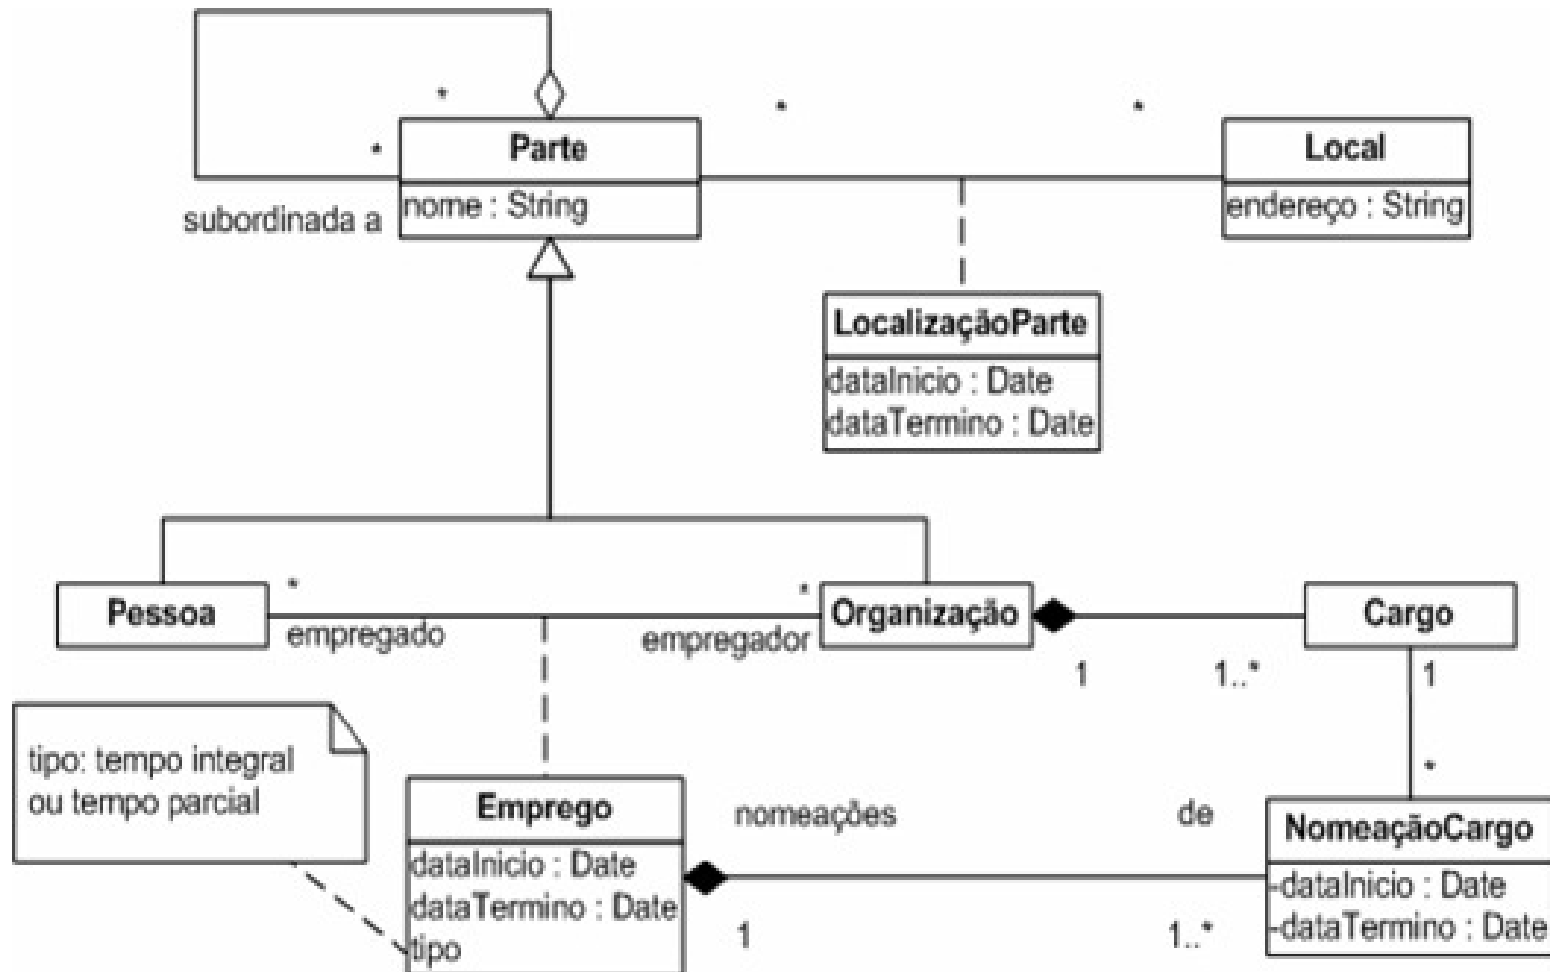 *
*
*
*
Parte
Local
nome : String
endereço : String
subordinada a
LocalizaçãoParte
dataInicio : Date
dataTermino : Date
*
*
Pessoa
Organização
Cargo
empregado
empregador
1
1..*
1
tipo: tempo integral
ou tempo parcial
*
Emprego
nomeações
de
NomeaçãoCargo
dataInicio : Date
dataTermino : Date
tipo
-dataInicio : Date
-dataTermino : Date
1
1..*